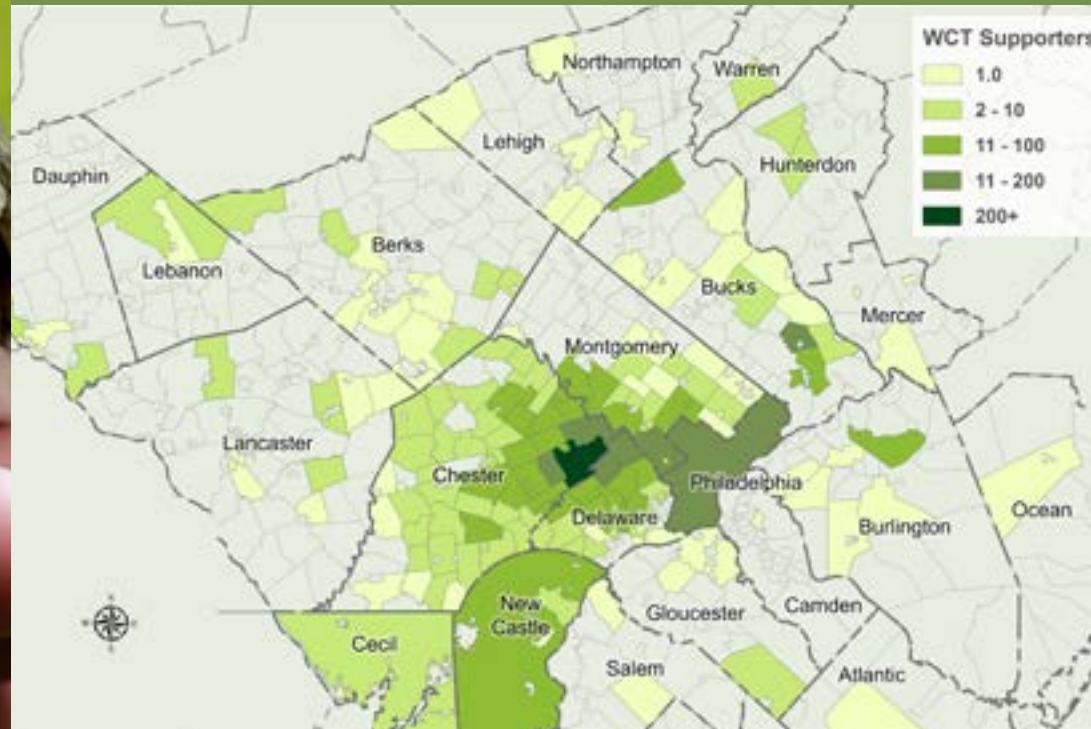 WCT Supporters
1.0
2 - 10
11 - 100
11 - 200
200+
Northampton
Warren
Lehigh
Hunterdon
Dauphin
Berks
Lebanon
Bucks
Mercer
Montgomery
Lancaster
Chester
Philadelphia
Ocean
Delaware
Burlington
New
Castle
Gloucester
Camden
Cecil
Salem
Atlantic